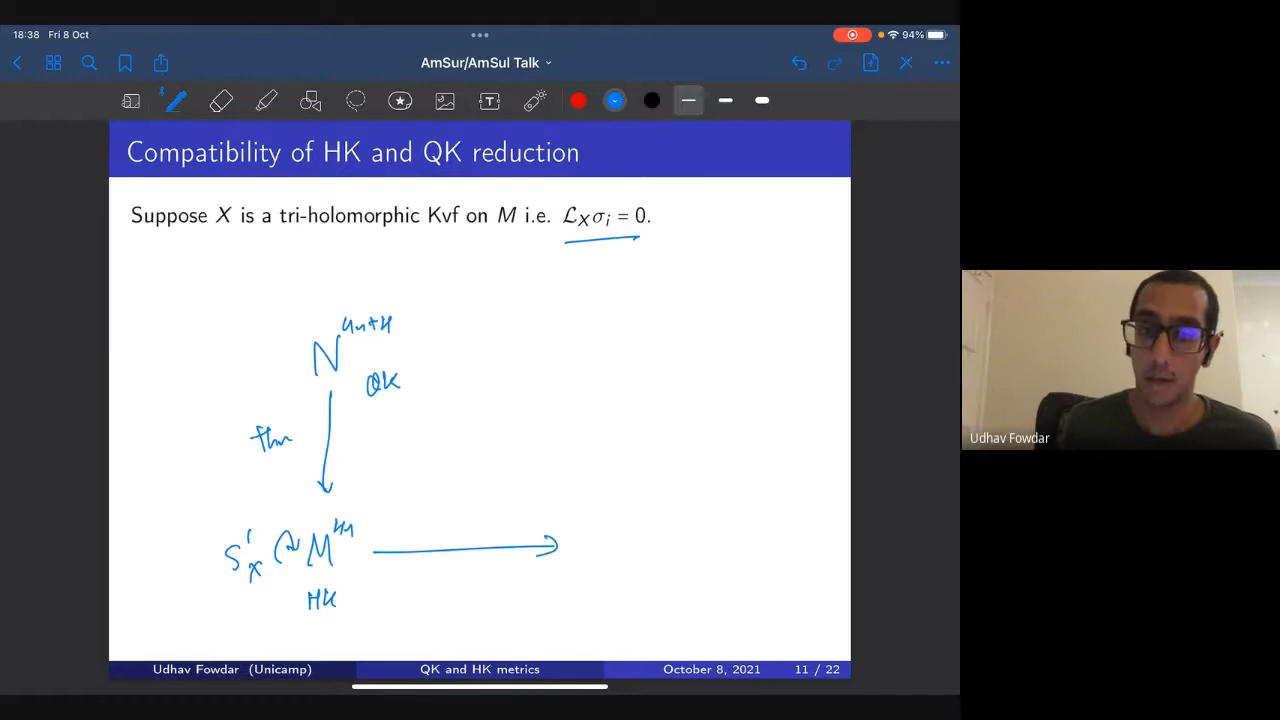 18:38 Fri 8 Oct
94%
AmSur/AmSul Talk
Compatibility of HK and QK reduction
Suppose X is a tri-holomorphic Kvf on M i.e. ℒ_X σ_i = 0.
N^{4n+4}
QK
thm
S^1_X ↷ M^{4n}
HK
Udhav Fowdar
Udhav Fowdar (Unicamp) QK and HK metrics October 8, 2021 11 / 22